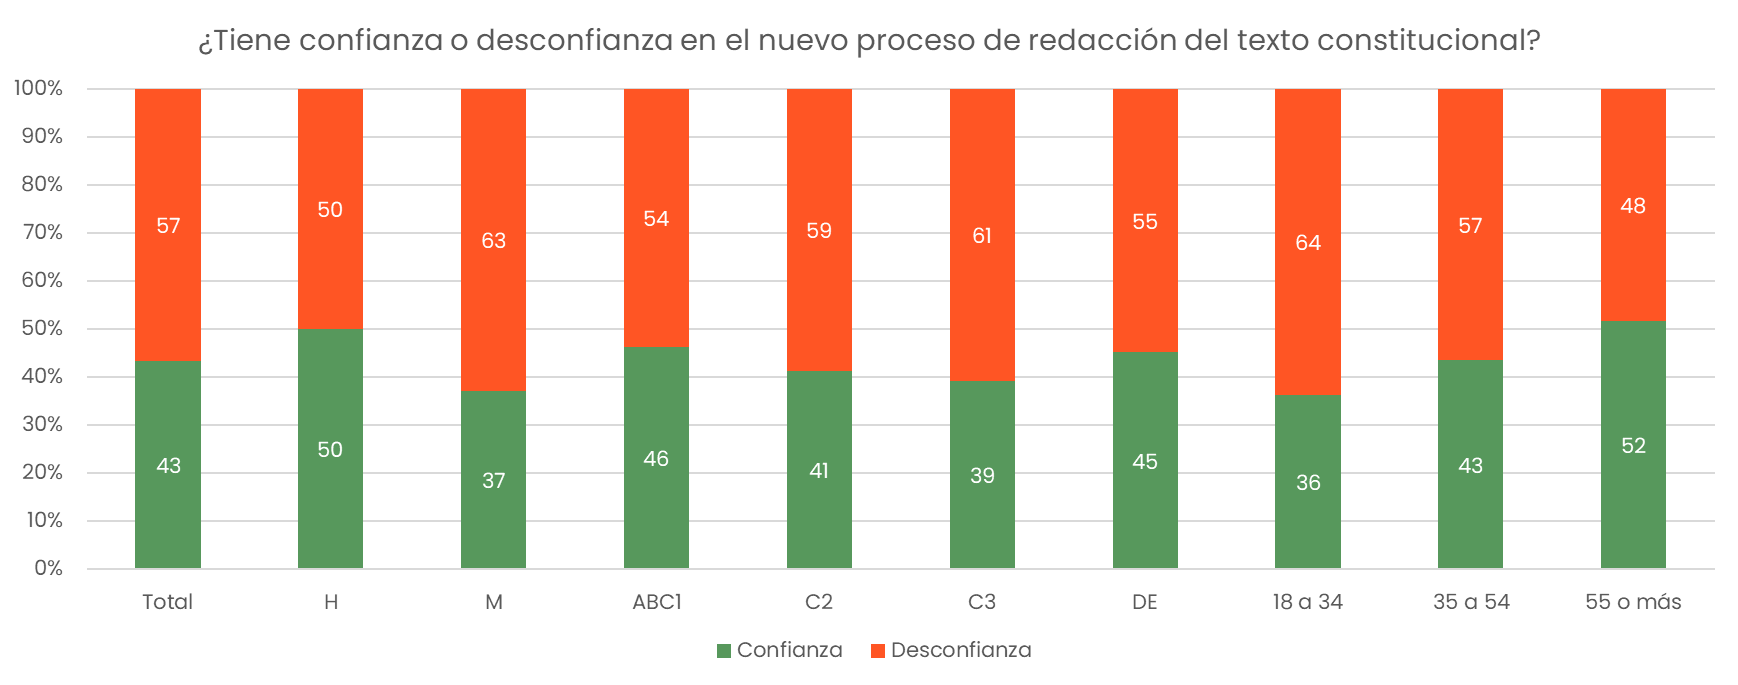 ¿Tiene confianza o desconfianza en el nuevo proceso de redacción del texto constitucional?
100%
90%
80%
70%
60%
50%
40%
30%
20%
10%
0%
57 50 63 54 59 61 55 64 57 48
43 50 37 46 41 39 45 36 43 52
Total H M ABC1 C2 C3 DE 18 a 34 35 a 54 55 o más
Confianza Desconfianza